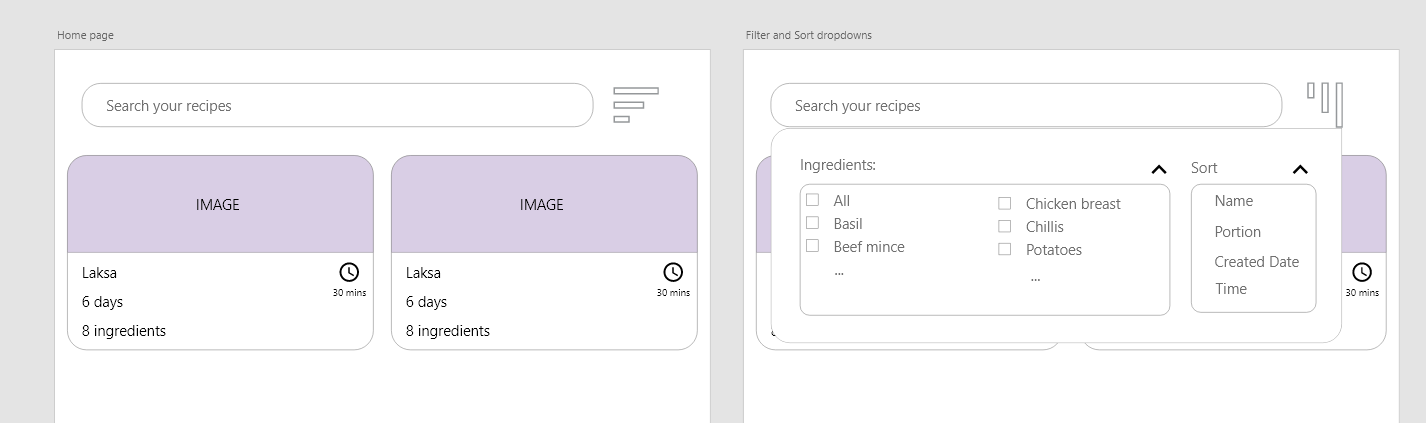 Home page
Search your recipes
IMAGE
IMAGE
Laksa
30 mins
6 days
8 ingredients
Laksa
30 mins
6 days
8 ingredients
Filter and Sort dropdowns
Search your recipes
Ingredients:
All
Basil
Beef mince
...
Chicken breast
Chillis
Potatoes
...
Sort
Name
Portion
Created Date
Time
30 mins